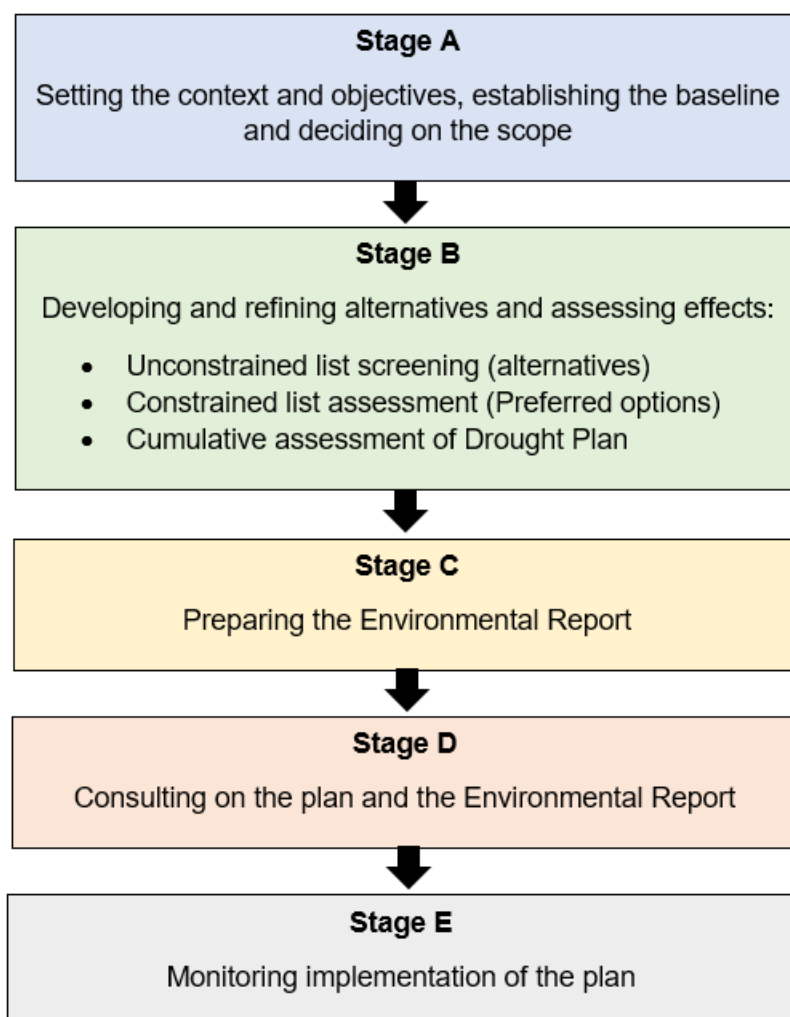 Stage A
Setting the context and objectives, establishing the baseline
and deciding on the scope
Stage B
Developing and refining alternatives and assessing effects:
• Unconstrained list screening (alternatives)
• Constrained list assessment (Preferred options)
• Cumulative assessment of Drought Plan
Stage C
Preparing the Environmental Report
Stage D
Consulting on the plan and the Environmental Report
Stage E
Monitoring implementation of the plan